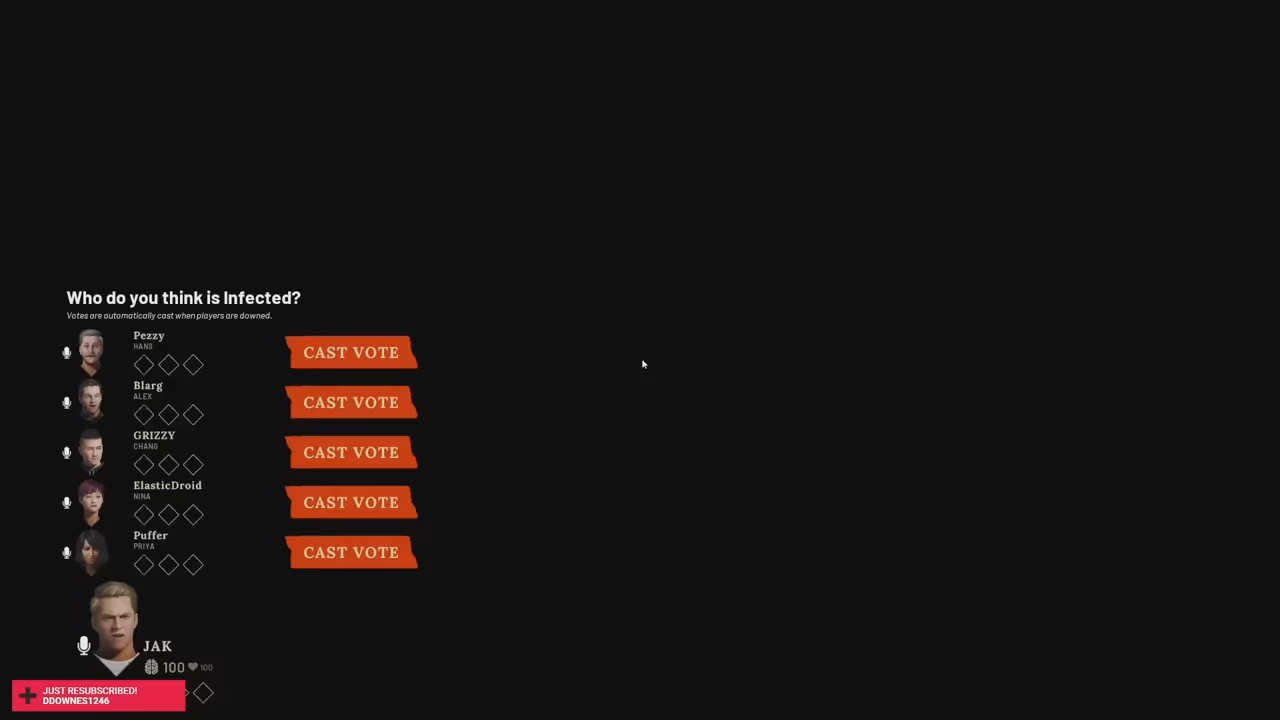 Who do you think is Infected?
Votes are automatically cast when players are downed.
Pezzy
HANS
CAST VOTE
Blarg
ALEX
CAST VOTE
GRIZZY
CHANG
CAST VOTE
ElasticDroid
NINA
CAST VOTE
Puffer
PRIYA
CAST VOTE
JAK
100 100
JUST RESUBSCRIBED!
DDOWNES1246